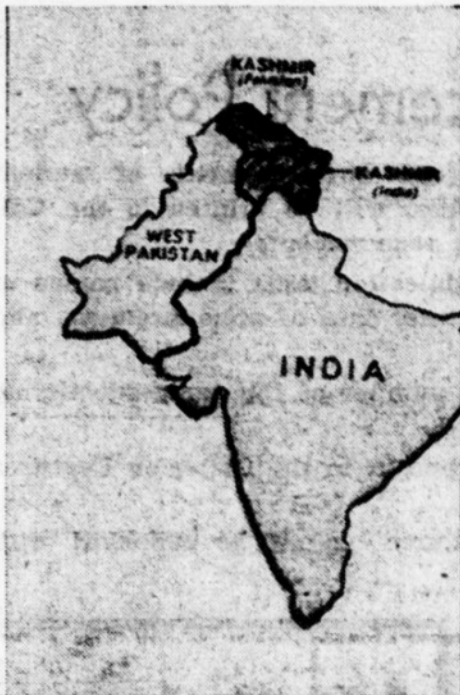 KASHMIR
(Pakistan)
KASHMIR
(India)
WEST
PAKISTAN
INDIA